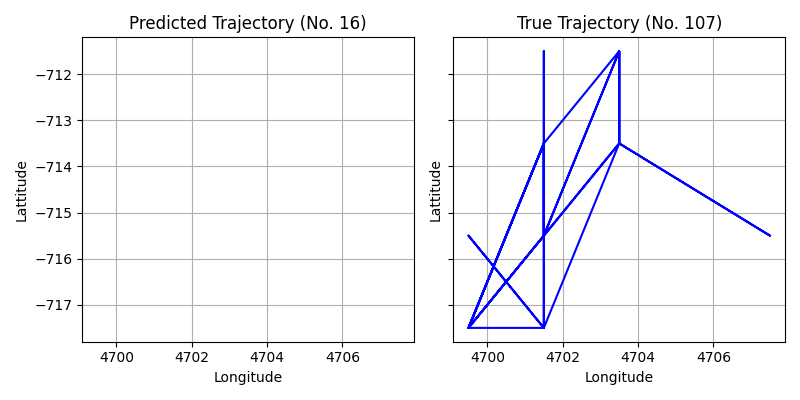 Predicted Trajectory (No. 16)
True Trajectory (No. 107)
−712
−713
−714
−715
−716
−717
Lattitude
Lattitude
4700 4702 4704 4706
4700 4702 4704 4706
Longitude
Longitude